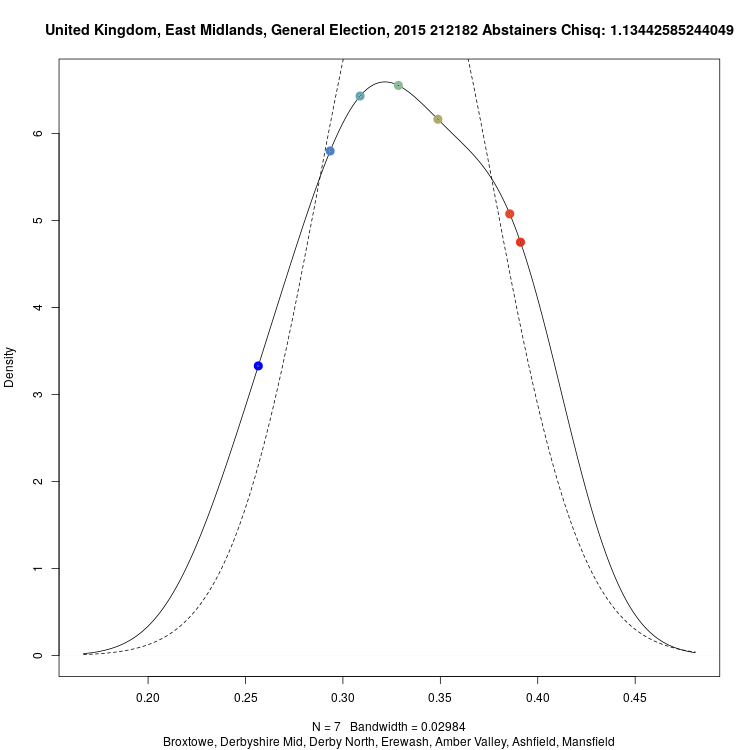 United Kingdom, East Midlands, General Election, 2015 212182 Abstainers Chisq: 1.13442585244049
Density
6
5
4
3
2
1
0
0.20 0.25 0.30 0.35 0.40 0.45
N = 7 Bandwidth = 0.02984
Broxtowe, Derbyshire Mid, Derby North, Erewash, Amber Valley, Ashfield, Mansfield